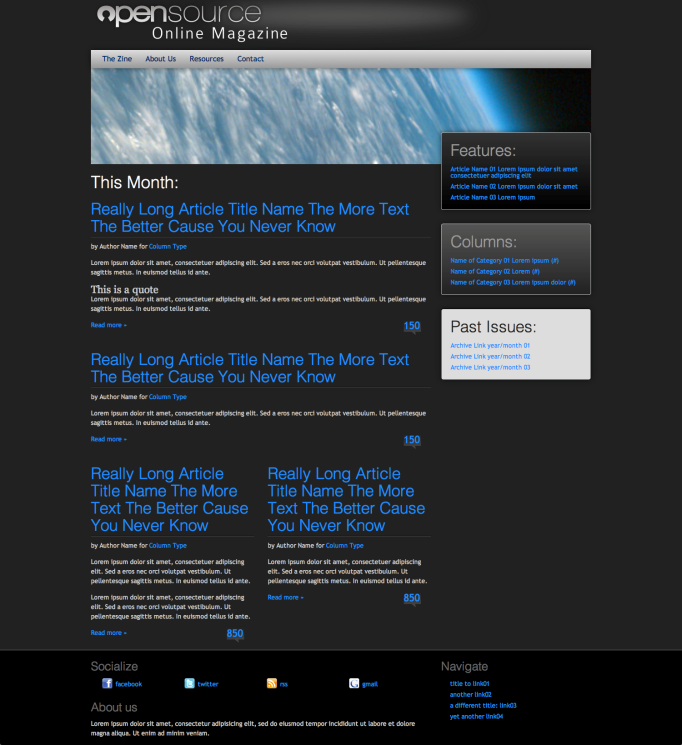 opensource
Online Magazine
The Zine About Us Resources Contact
This Month:
Really Long Article Title Name The More Text
The Better Cause You Never Know
by Author Name for Column Type
Lorem ipsum dolor sit amet, consectetuer adipiscing elit. Sed a eros nec orci volutpat vestibulum. Ut pellentesque
sagittis metus. In euismod tellus id ante.
This is a quote
Lorem ipsum dolor sit amet, consectetuer adipiscing elit. Sed a eros nec orci volutpat vestibulum. Ut pellentesque
sagittis metus. In euismod tellus id ante.
Read more »
150
Really Long Article Title Name The More Text
The Better Cause You Never Know
by Author Name for Column Type
Lorem ipsum dolor sit amet, consectetuer adipiscing elit. Sed a eros nec orci volutpat vestibulum. Ut pellentesque
sagittis metus. In euismod tellus id ante.
Read more »
150
Really Long Article
Title Name The More
Text The Better Cause
You Never Know
by Author Name for Column Type
Lorem ipsum dolor sit amet, consectetuer adipiscing
elit. Sed a eros nec orci volutpat vestibulum. Ut
pellentesque sagittis metus. In euismod tellus id ante.
Lorem ipsum dolor sit amet, consectetuer adipiscing
elit. Sed a eros nec orci volutpat vestibulum. Ut
pellentesque sagittis metus. In euismod tellus id ante.
Read more »
850
Really Long Article
Title Name The More
Text The Better Cause
You Never Know
by Author Name for Column Type
Lorem ipsum dolor sit amet, consectetuer adipiscing
elit. Sed a eros nec orci volutpat vestibulum. Ut
pellentesque sagittis metus. In euismod tellus id ante.
Read more »
850
Features:
Article Name 01 Lorem ipsum dolor sit amet
consectetuer adipiscing elit
Article Name 02 Lorem ipsum dolor sit amet
Article Name 03 Lorem ipsum
Columns:
Name of Category 01 Lorem ipsum (#)
Name of Category 02 Lorem (#)
Name of Category 03 Lorem ipsum dolor (#)
Past Issues:
Archive Link year/month 01
Archive Link year/month 02
Archive Link year/month 03
Socialize
facebook twitter rss gmail
About us
Lorem ipsum dolor sit amet, consectetur adipisicing elit, sed do eiusmod tempor incididunt ut labore et dolore
magna aliqua. Ut enim ad minim veniam.
Navigate
title to link01
another link02
a different title: link03
yet another link04